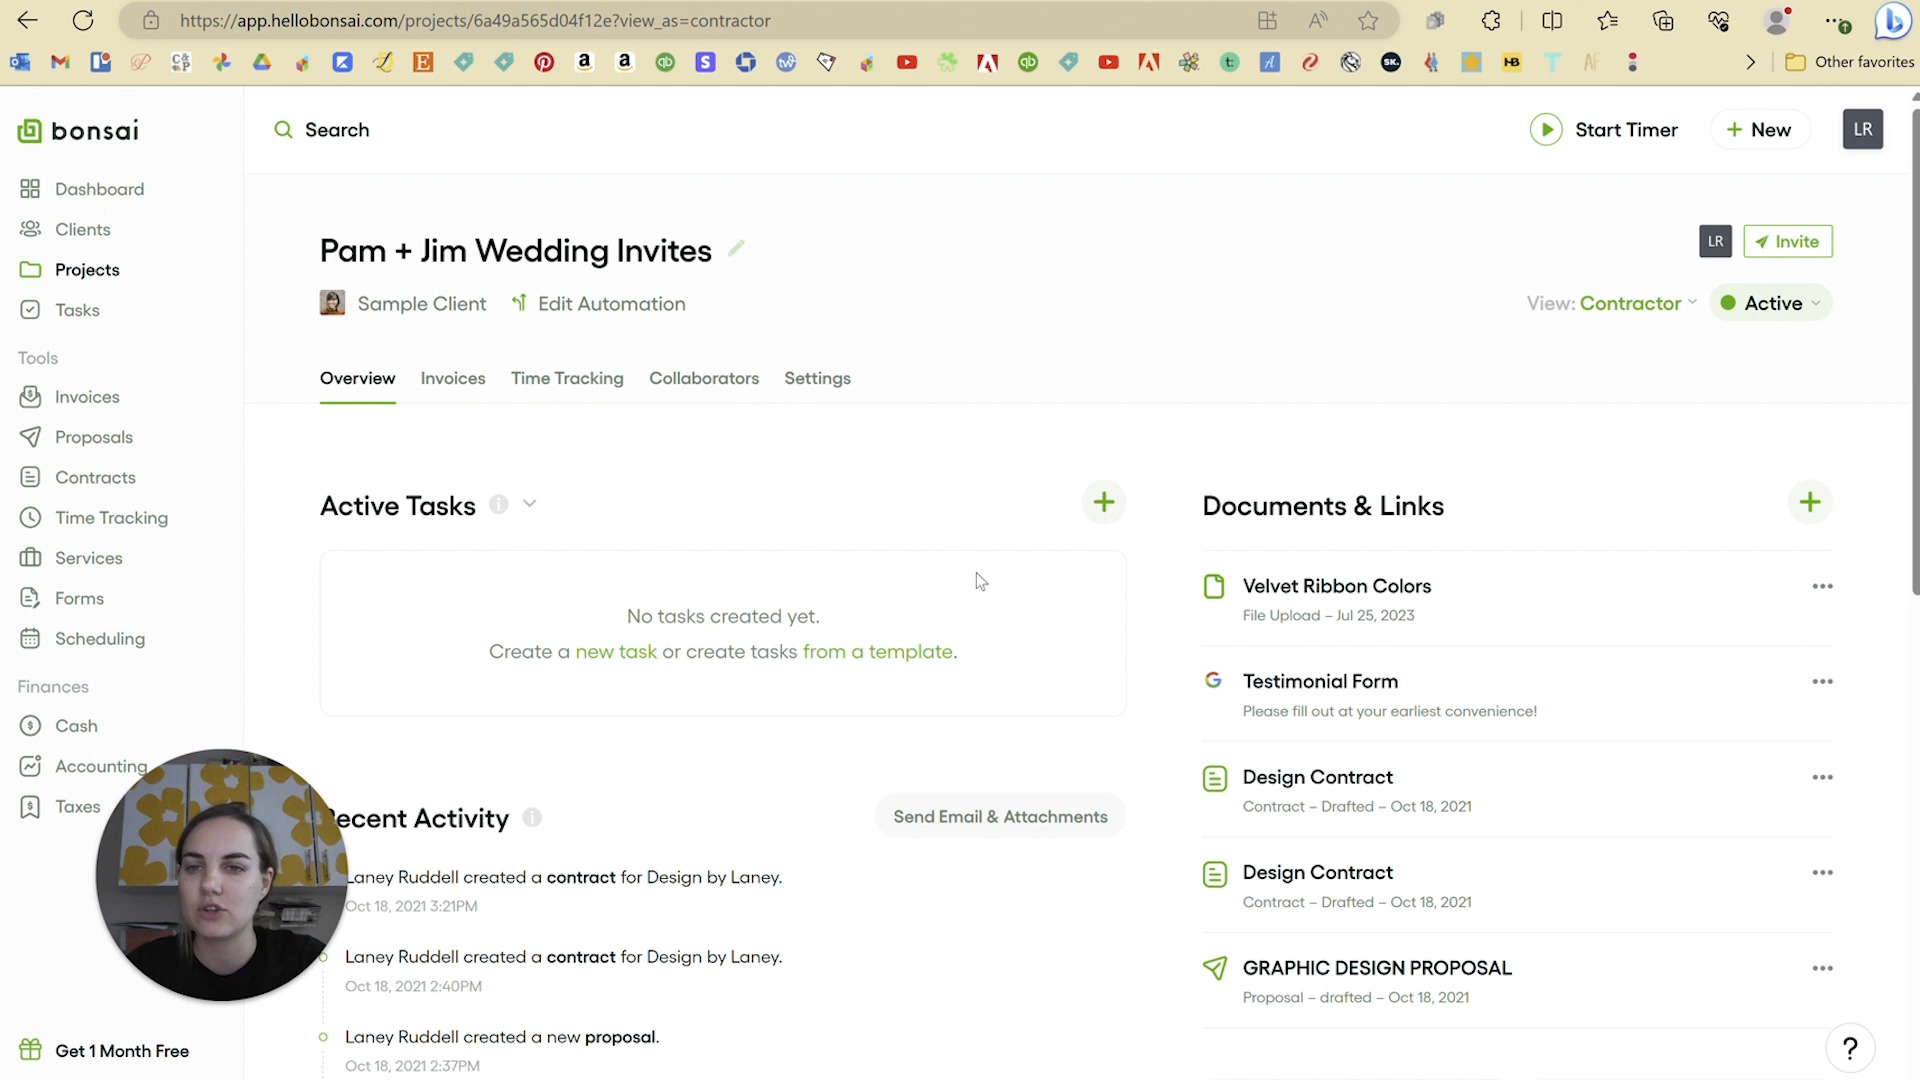 https://app.hellobonsai.com/projects/6a49a565d04f12e?view_as=contractor
Other favorites
bonsai
Search
Start Timer
+ New
LR
Dashboard
Clients
Projects
Tasks
Tools
Invoices
Proposals
Contracts
Time Tracking
Services
Forms
Scheduling
Finances
Cash
Accounting
Taxes
Get 1 Month Free
Pam + Jim Wedding Invites
LR
Invite
Sample Client
Edit Automation
View: Contractor
Active
Overview
Invoices
Time Tracking
Collaborators
Settings
Active Tasks
No tasks created yet.
Create a new task or create tasks from a template.
Recent Activity
Send Email & Attachments
Laney Ruddell created a contract for Design by Laney.
Oct 18, 2021 3:21PM
Laney Ruddell created a contract for Design by Laney.
Oct 18, 2021 2:40PM
Laney Ruddell created a new proposal.
Oct 18, 2021 2:37PM
Documents & Links
Velvet Ribbon Colors
File Upload – Jul 25, 2023
Testimonial Form
Please fill out at your earliest convenience!
Design Contract
Contract – Drafted – Oct 18, 2021
Design Contract
Contract – Drafted – Oct 18, 2021
GRAPHIC DESIGN PROPOSAL
Proposal – drafted – Oct 18, 2021
?